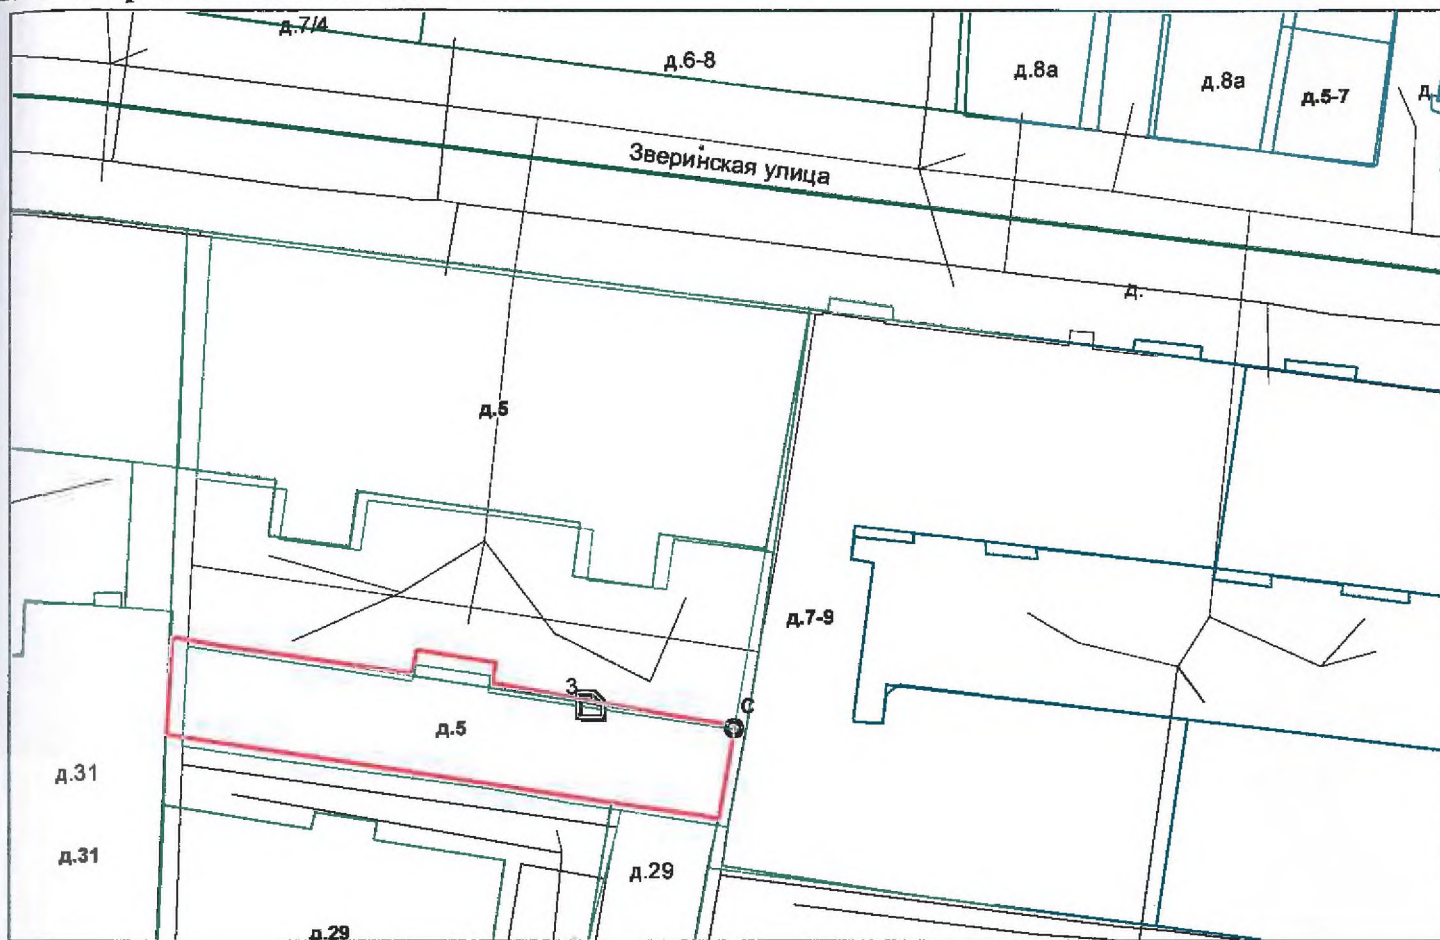 д.7/4
д.6-8
д.8а
д.8а
д.5-7
д.
Зверинская улица
д.
д.5
д.7-9
3
С
д.5
д.31
д.31
д.29
д.29